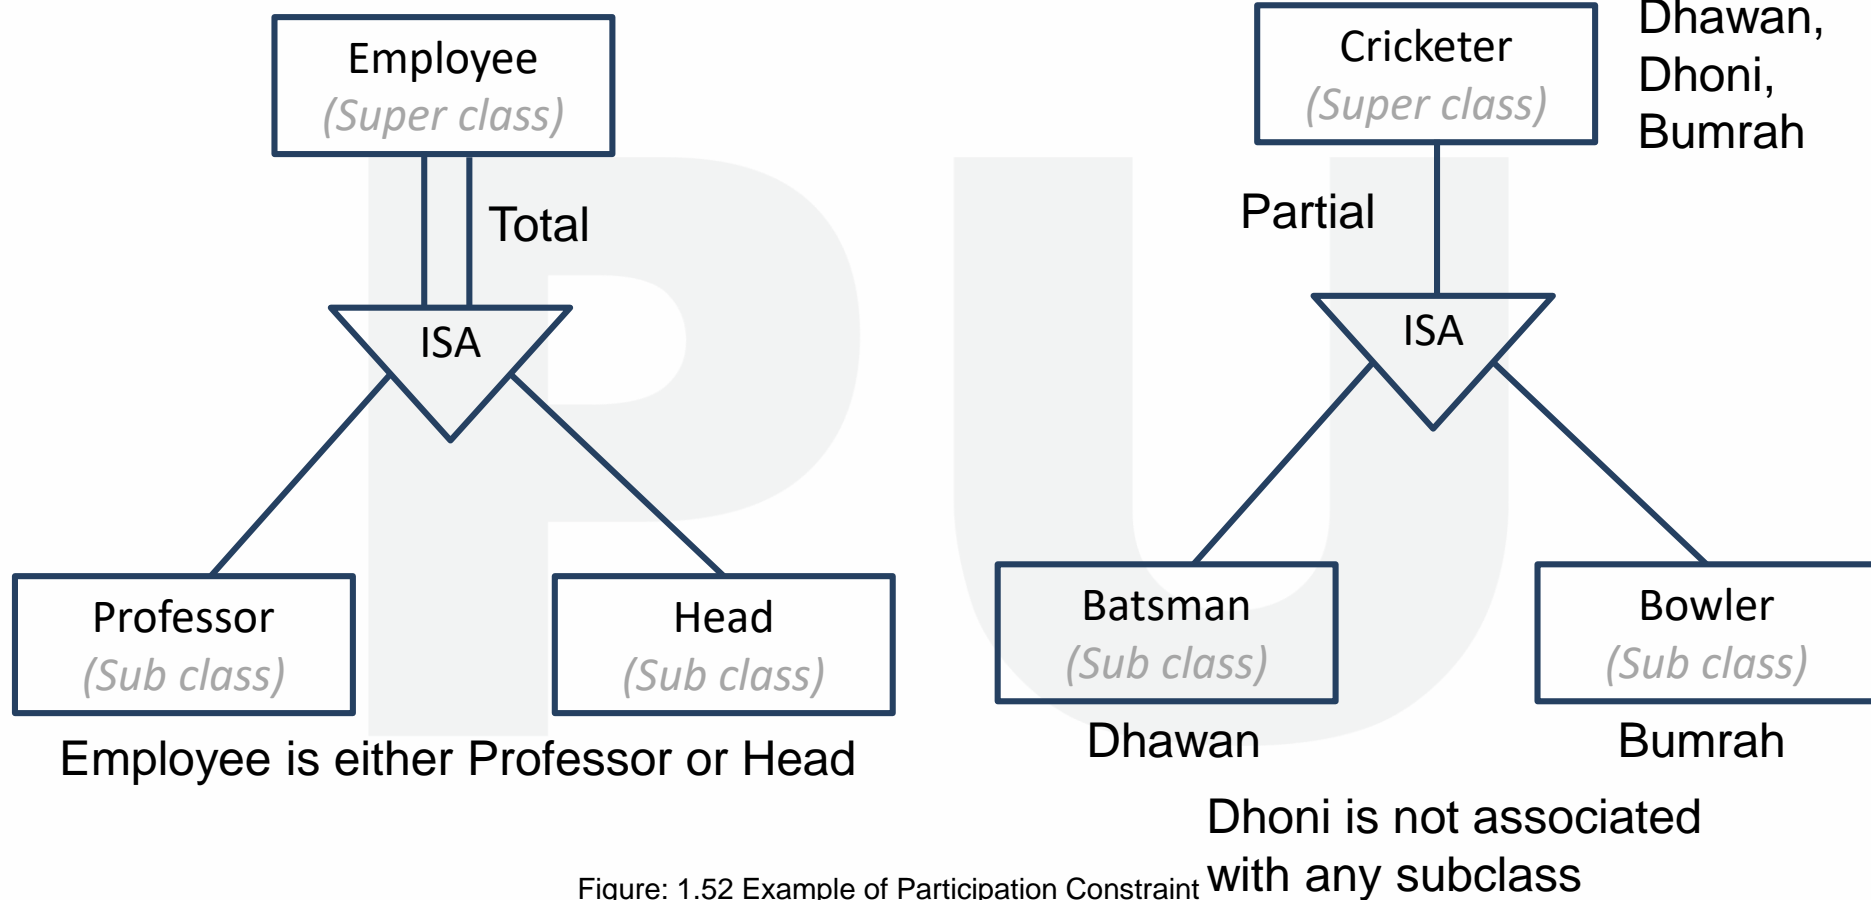 Employee
(Super class)
Total
ISA
Professor
(Sub class)
Head
(Sub class)
Employee is either Professor or Head
Cricketer
(Super class)
Dhawan,
Dhoni,
Bumrah
Partial
ISA
Batsman
(Sub class)
Bowler
(Sub class)
Dhawan
Bumrah
Dhoni is not associated
with any subclass
Figure: 1.52 Example of Participation Constraint
PU